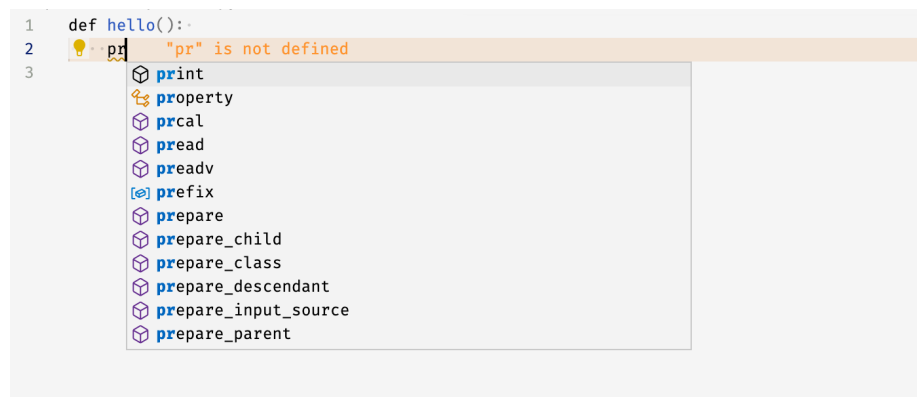 1 def hello():
2 pr "pr" is not defined
3
print
property
prcal
pread
preadv
prefix
prepare
prepare_child
prepare_class
prepare_descendant
prepare_input_source
prepare_parent